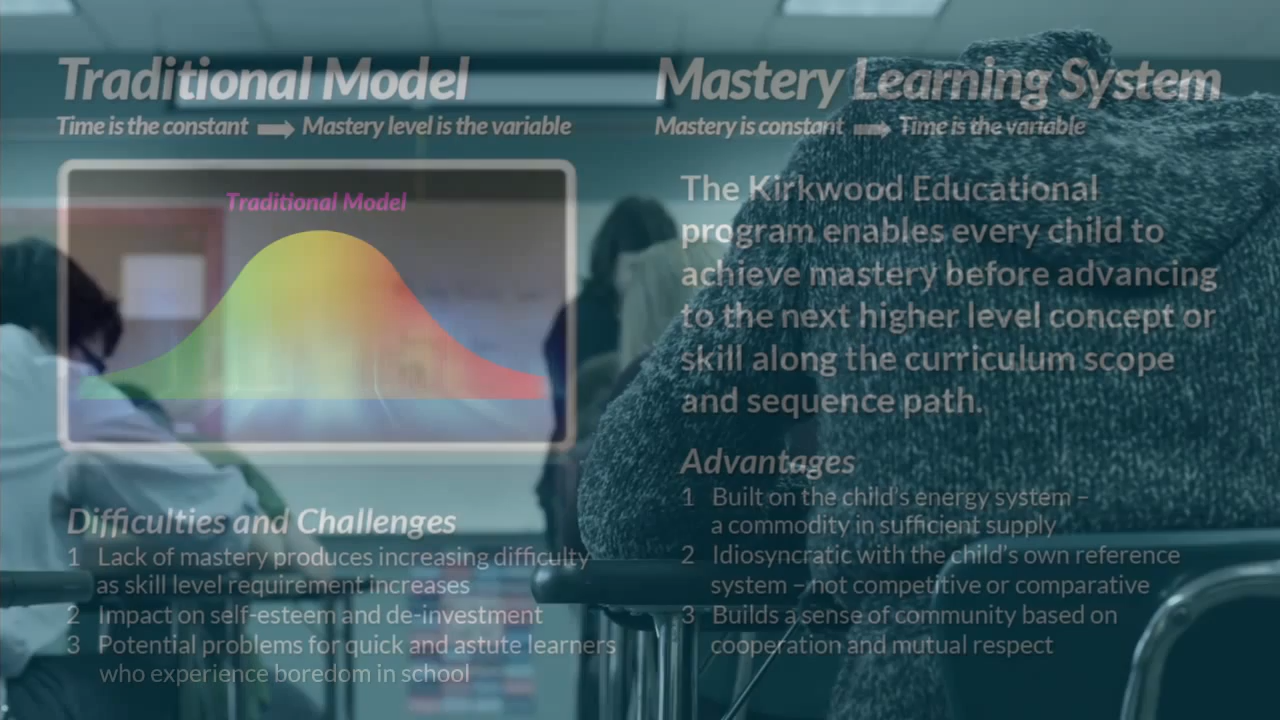 Traditional Model
Time is the constant → Mastery level is the variable
Traditional Model
Difficulties and Challenges
1 Lack of mastery produces increasing difficulty
as skill level requirement increases
2 Impact on self-esteem and de-investment
3 Potential problems for quick and astute learners
who experience boredom in school
Mastery Learning System
Mastery is constant → Time is the variable
The Kirkwood Educational
program enables every child to
achieve mastery before advancing
to the next higher level concept or
skill along the curriculum scope
and sequence path.
Advantages
1 Built on the child's energy system –
a commodity in sufficient supply
2 Idiosyncratic with the child's own reference
system – not competitive or comparative
3 Builds a sense of community based on
cooperation and mutual respect